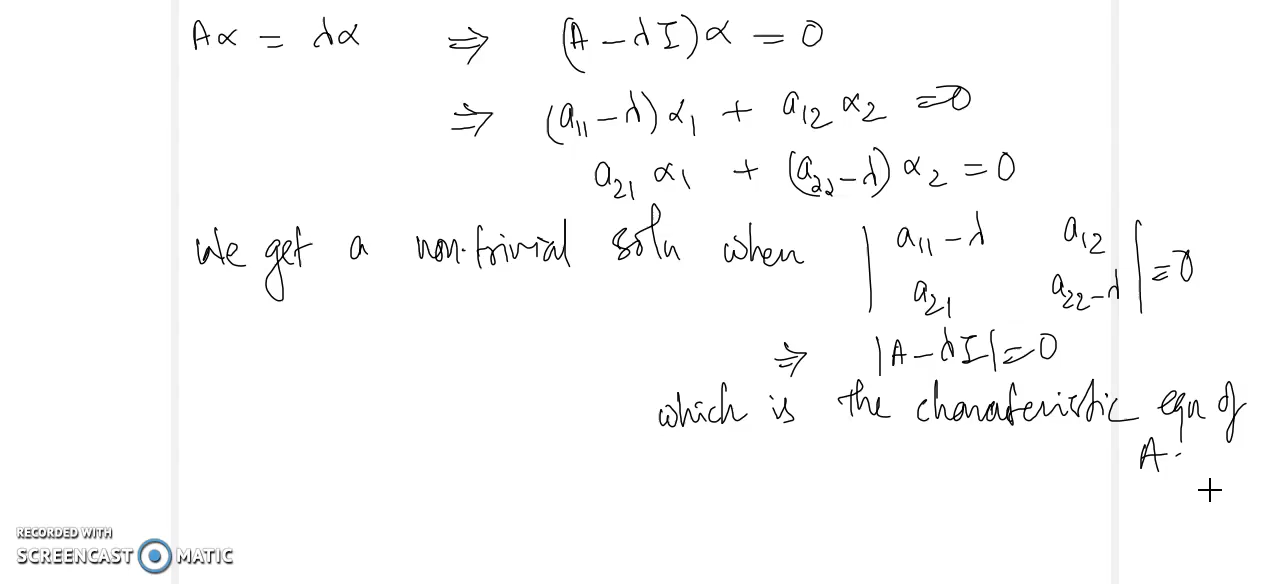 Aα = λα ⇒ (A - λI)α = 0
⇒ (a₁₁ - λ)α₁ + a₁₂ α₂ = 0
a₂₁ α₁ + (a₂₂ - λ)α₂ = 0
We get a non-trivial soln when | a₁₁ - λ a₁₂
a₂₁ a₂₂ - λ | = 0
⇒ |A - λI| = 0
which is the charateristic eqn of
A.
RECORDED WITH
SCREENCAST MATIC